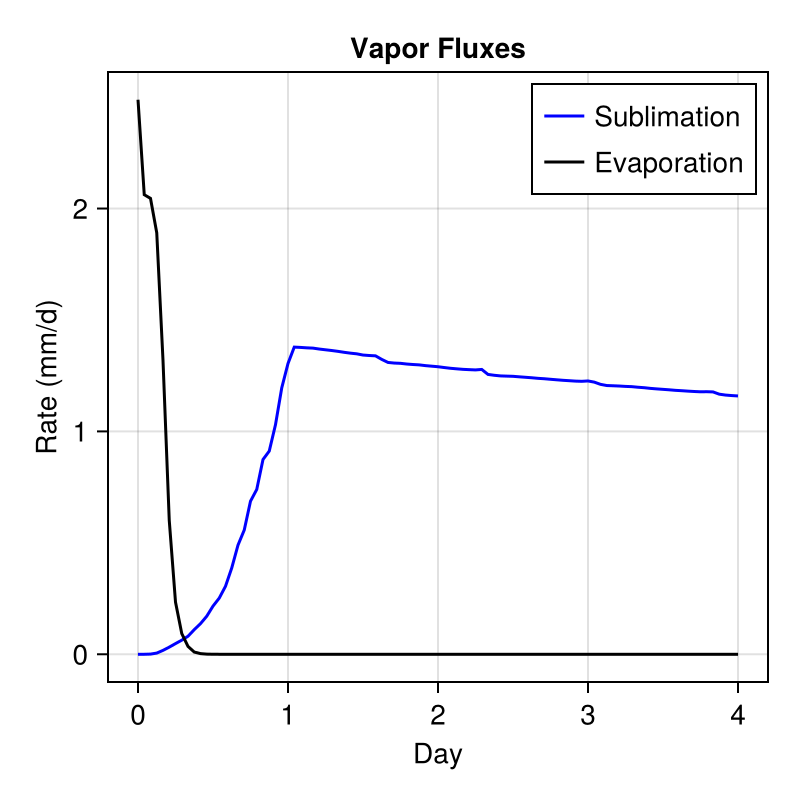 Vapor Fluxes
Sublimation
Evaporation
Rate (mm/d)
2
1
0
0 1 2 3 4
Day